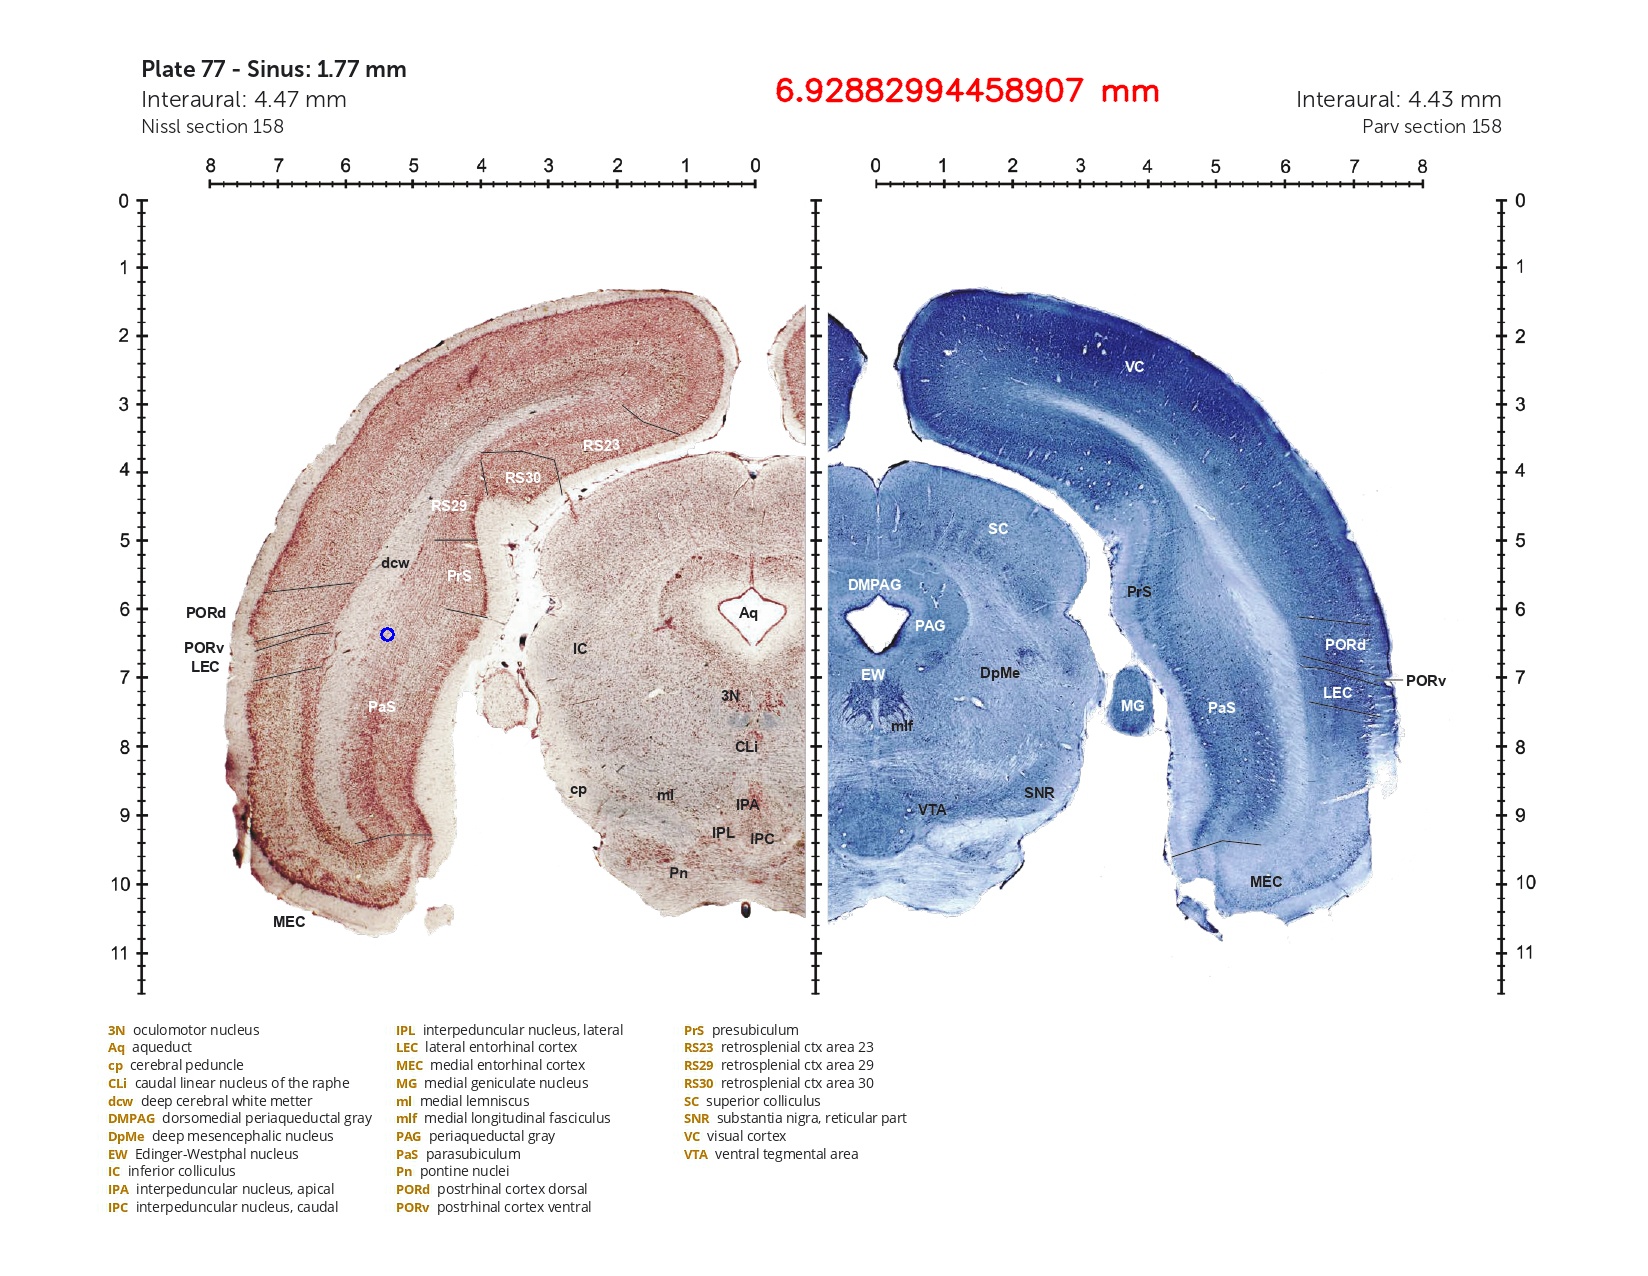 Plate 77 - Sinus: 1.77 mm
Interaural: 4.47 mm
Nissl section 158
6.92882994458907 mm
Interaural: 4.43 mm
Parv section 158
8 7 6 5 4 3 2 1 0
0 1 2 3 4 5 6 7 8
0
1
2
3
4
5
6
7
8
9
10
11
0
1
2
3
4
5
6
7
8
9
10
11
RS23
RS30
RS29
dcw
PrS
PORd
PORv
LEC
PaS
MEC
Aq
IC
3N
CLi
cp
ml
IPA
IPL
IPC
Pn
VC
SC
DMPAG
PrS
PAG
PORd
EW
DpMe
PORv
LEC
MG
PaS
mlf
SNR
VTA
MEC
3N oculomotor nucleus
Aq aqueduct
cp cerebral peduncle
CLi caudal linear nucleus of the raphe
dcw deep cerebral white metter
DMPAG dorsomedial periaqueductal gray
DpMe deep mesencephalic nucleus
EW Edinger-Westphal nucleus
IC inferior colliculus
IPA interpeduncular nucleus, apical
IPC interpeduncular nucleus, caudal
IPL interpeduncular nucleus, lateral
LEC lateral entorhinal cortex
MEC medial entorhinal cortex
MG medial geniculate nucleus
ml medial lemniscus
mlf medial longitudinal fasciculus
PAG periaqueductal gray
PaS parasubiculum
Pn pontine nuclei
PORd postrhinal cortex dorsal
PORv postrhinal cortex ventral
PrS presubiculum
RS23 retrosplenial ctx area 23
RS29 retrosplenial ctx area 29
RS30 retrosplenial ctx area 30
SC superior colliculus
SNR substantia nigra, reticular part
VC visual cortex
VTA ventral tegmental area